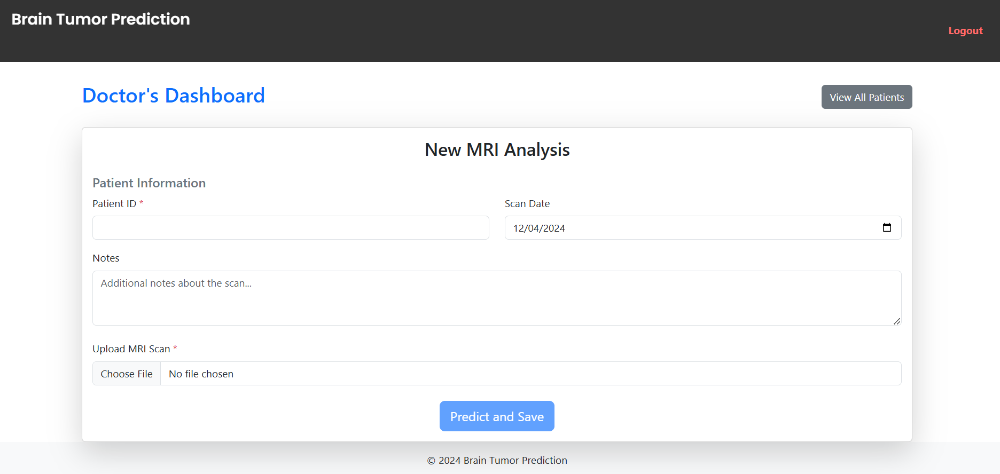 Brain Tumor Prediction
Logout
Doctor's Dashboard
View All Patients
New MRI Analysis
Patient Information
Patient ID *
Scan Date
12/04/2024
Notes
Additional notes about the scan...
Upload MRI Scan *
Choose File No file chosen
Predict and Save
© 2024 Brain Tumor Prediction